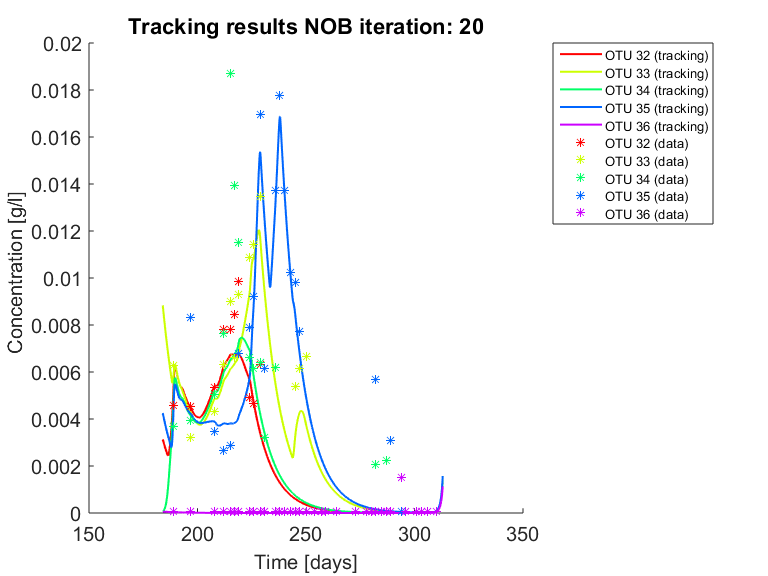 Tracking results NOB iteration: 20
Concentration [g/l]
0.02
0.018
0.016
0.014
0.012
0.01
0.008
0.006
0.004
0.002
0
150
200
250
300
350
Time [days]
OTU 32 (tracking)
OTU 33 (tracking)
OTU 34 (tracking)
OTU 35 (tracking)
OTU 36 (tracking)
OTU 32 (data)
OTU 33 (data)
OTU 34 (data)
OTU 35 (data)
OTU 36 (data)